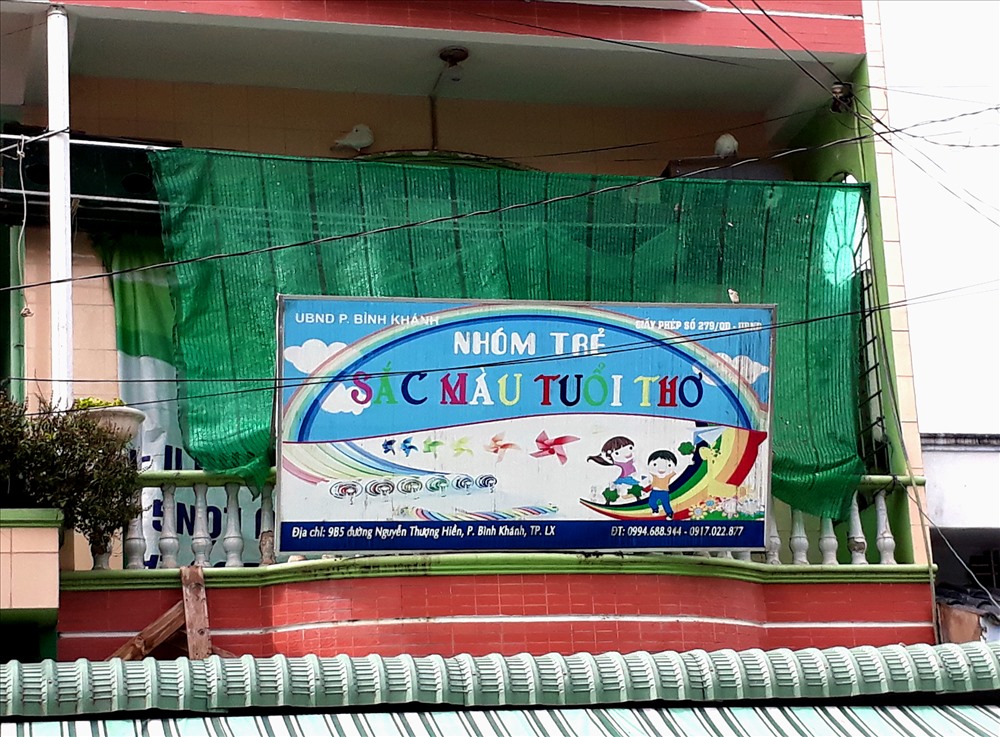 UBND P. BÌNH KHÁNH
GIẤY PHÉP SỐ 279/QĐ - UBND
NHÓM TRẺ
SẮC MÀU TUỔI THƠ
Địa chỉ: 9B5 đường Nguyễn Thượng Hiền, P. Bình Khánh, TP. LX
ĐT: 0994.688.944 - 0917.022.877